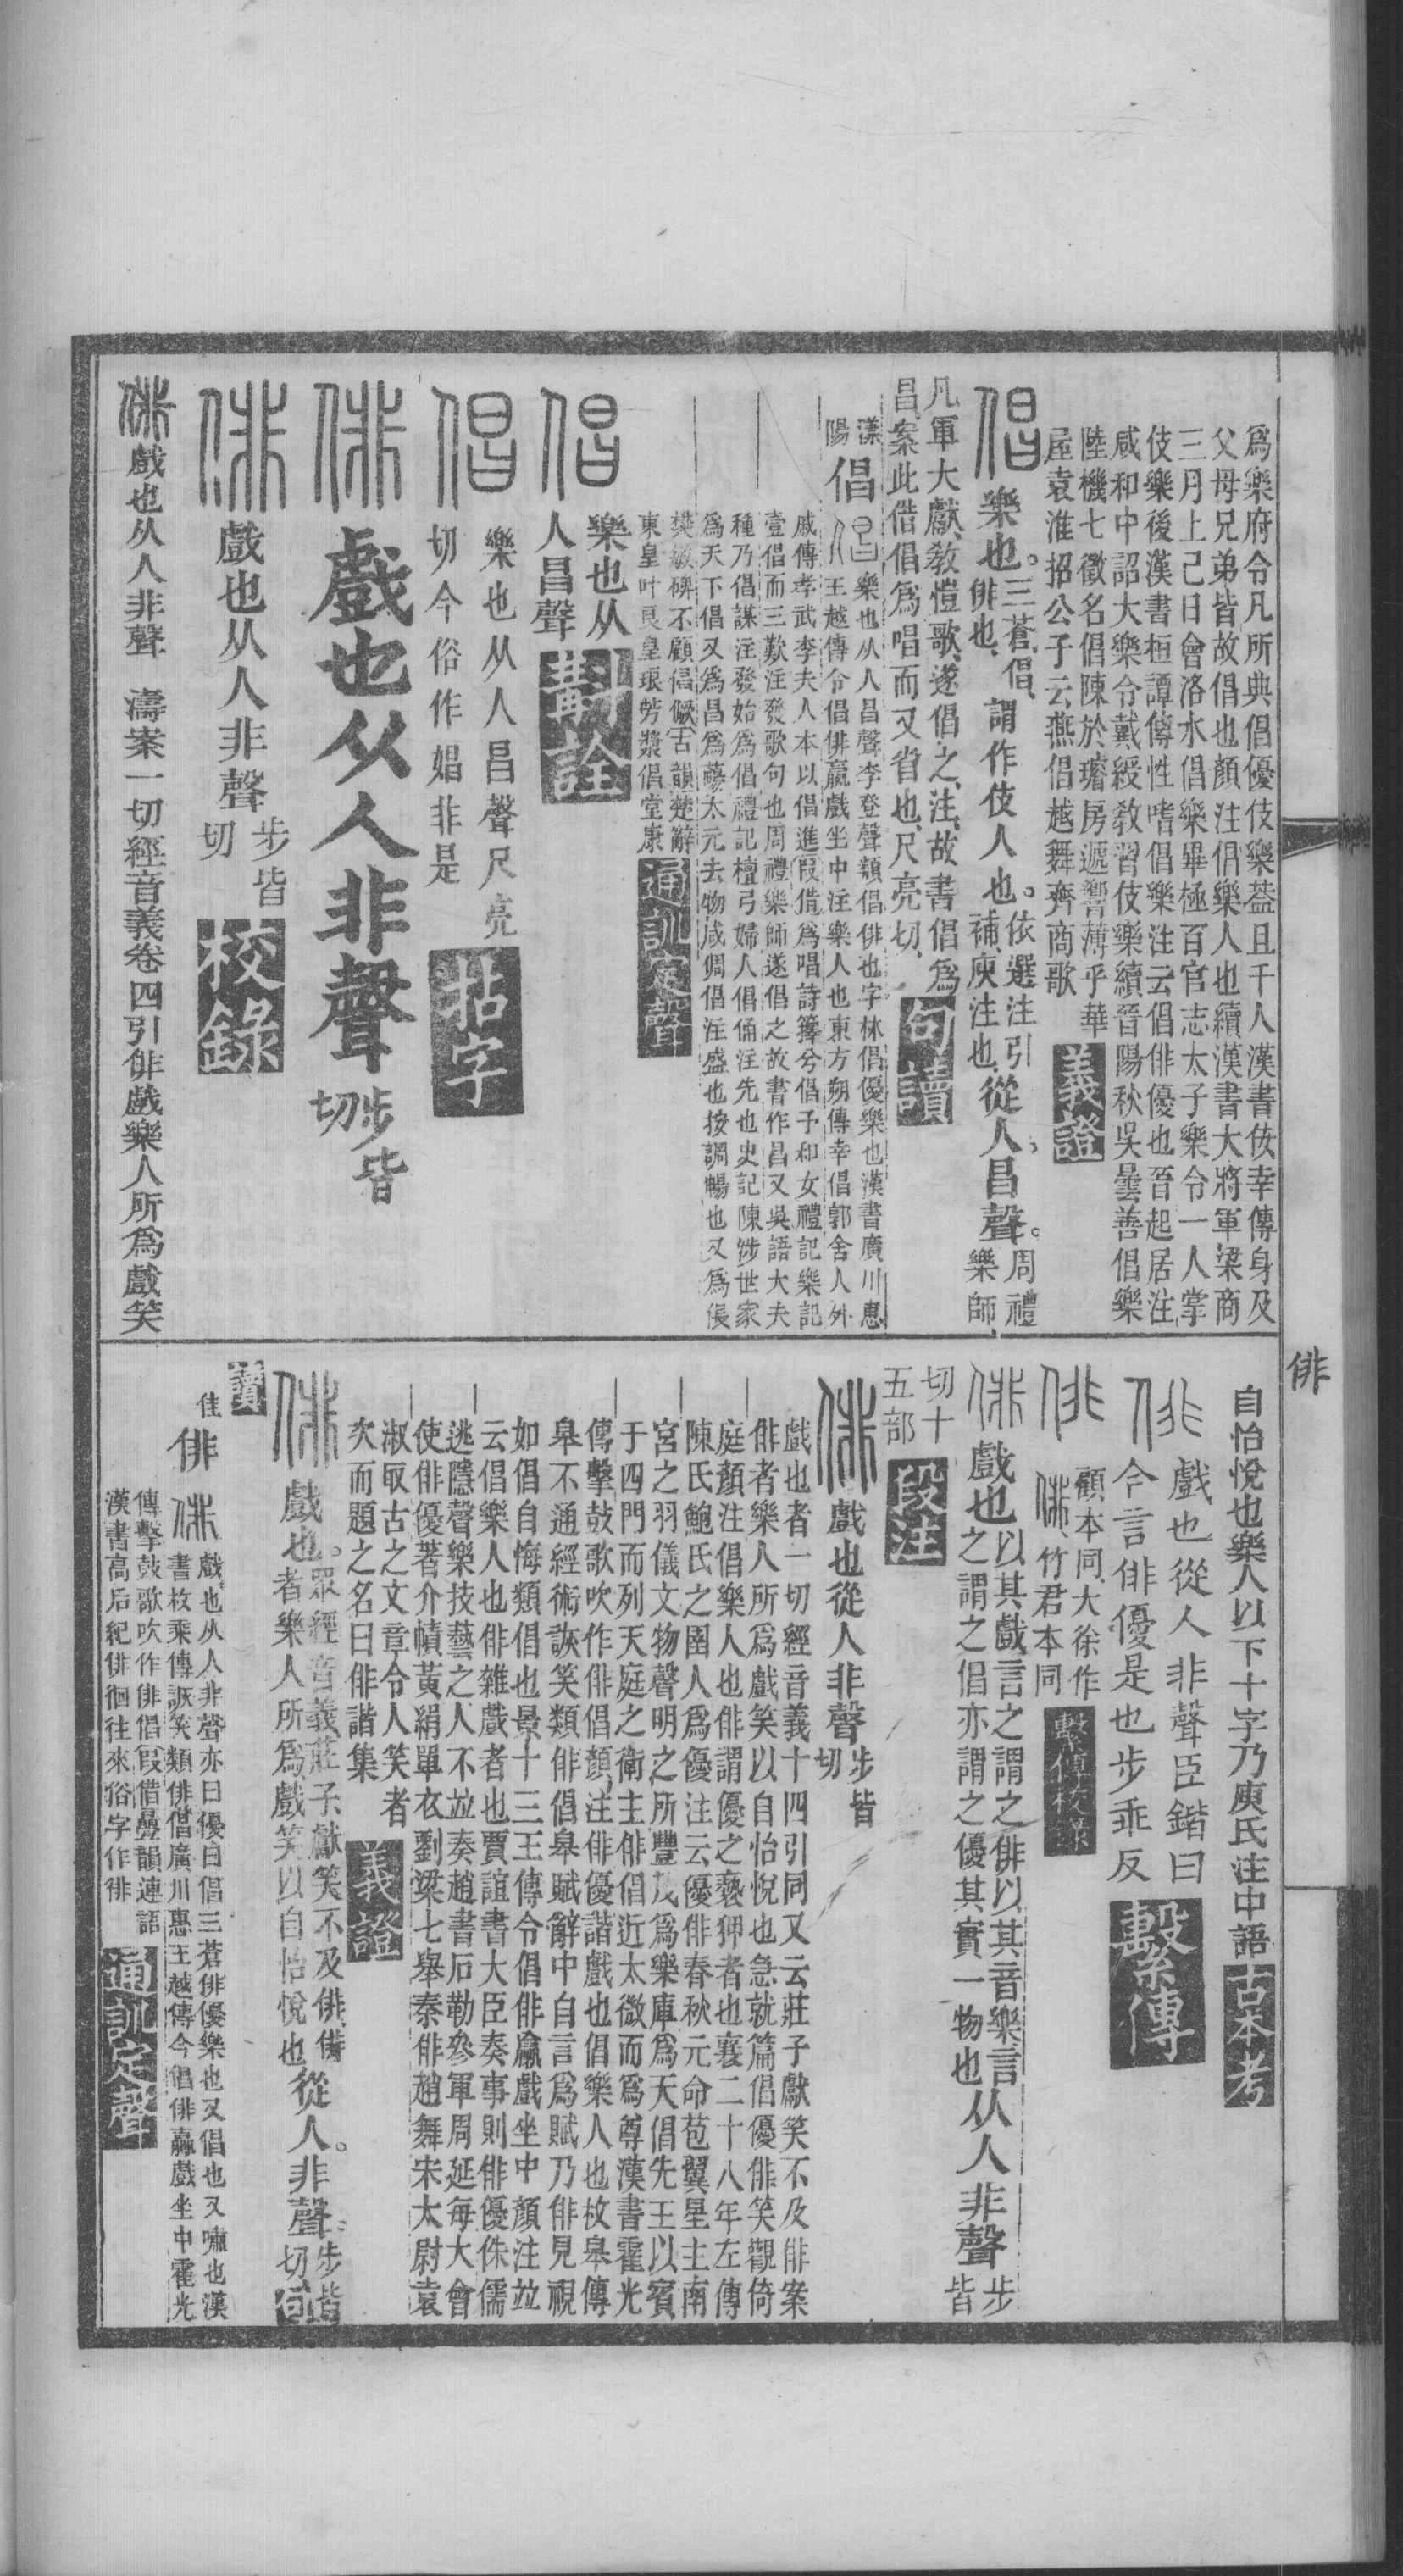 爲樂府令凡所典倡優伎樂葢且千人漢書佞幸傳身及
父母兄弟皆故倡也顏注倡樂人也續漢書大將軍梁商
三月上己日會洛水倡樂畢極百官志太子樂令一人掌
伎樂後漢書桓譚傳性嗜倡樂注云倡俳優也晉起居注
咸和中詔大樂令戴綬敎習伎樂續晉陽秋吳曇善倡樂
陸機七徵名倡陳於璿房遞響薄乎華
屋袁淮招公子云燕倡越舞齊商歌義證
倡樂也。三蒼、倡、俳也、謂作伎人也。依選注引補、庾注也、從人昌聲。周禮樂師、
凡軍大獻、敎愷歌、遂倡之、注、故書倡爲
昌、案此借倡爲唱而又省也、尺亮切、句讀
漾陽
倡倡樂也从人昌聲李登聲類倡俳也字林倡優樂也漢書廣川惠
王越傳令倡俳臝戲坐中注樂人也東方朔傳幸倡郭舍人外
戚傳孝武李夫人本以倡進叚借爲唱詩籜兮倡予和女禮記樂記
壹倡而三歎注發歌句也周禮樂師遂倡之故書作昌又吳語大夫
種乃倡謀注發始爲倡禮記檀弓婦人倡俑注先也史記陳涉世家
爲天下倡又爲昌爲蕩太元去物咸倜倡注盛也按調暢也又爲倀
樊敏碑不顧倡儼古韻楚辭
東皇叶良皇琅芳漿倡堂康通訓定聲
倡樂也从
人昌聲斠詮
倡樂也从人昌聲尺亮
切今俗作娼非是拈字
俳戲也从人非聲步皆切
俳戲也从人非聲步皆切校錄
俳戲也从人非聲　濤案一切經音義卷四引俳戲樂人所爲戲笑
俳
自怡悅也樂人以下十字乃庾氏注中語古本考
俳戲也從人非聲臣鍇曰
今言俳優是也步乖反繫傳
俳顧本同、大徐作
俳竹君本同繫傳校錄
俳戲也以其戲言之謂之俳以其音樂言
之謂之倡亦謂之優其實一物也从人非聲步皆
切十五部段注
俳戲也從人非聲步皆切
戲也者一切經音義十四引同又云莊子獻笑不及俳案
俳者樂人所爲戲笑以自怡悅也急就篇倡優俳笑觀倚
庭顏注倡樂人也俳謂優之褻狎者也襄二十八年左傳
陳氏鮑氏之圉人爲優注云優俳春秋元命苞翼星主南
宮之羽儀文物聲明之所豐茂爲樂庫爲天倡先王以賓
于四門而列天庭之衛主俳倡近太微而爲尊漢書霍光
傳擊鼓歌吹作俳倡顏注俳優諧戲也倡樂人也枚皋傳
皋不通經術詼笑類俳倡皋賦辭中自言爲賦乃俳見視
如倡自悔類倡也景十三王傳令倡俳臝戲坐中顏注竝
云倡樂人也俳雜戲者也賈誼書大臣奏事則俳優侏儒
逃隱聲樂技藝之人不竝奏趙書石勒參軍周延每大會
使俳優著介幘黃絹單衣劉梁七舉秦俳趙舞宋太尉袁
淑取古之文章令人笑者
次而題之名曰俳諧集義證
俳戲也。眾經音義、莊子、獻笑不及俳、俳
者樂人所爲戲笑以自怡悅也從人。非聲。步皆切、句
讀
佳
俳俳戲也从人非聲亦曰優曰倡三蒼俳優樂也又倡也又嘯也漢
書枚乘傳詼笑類俳倡廣川惠王越傳今倡俳臝戲坐中霍光
傳擊鼓歌吹作俳倡叚借曡韻連語
漢書高后紀俳徊往來俗字作徘通訓定聲